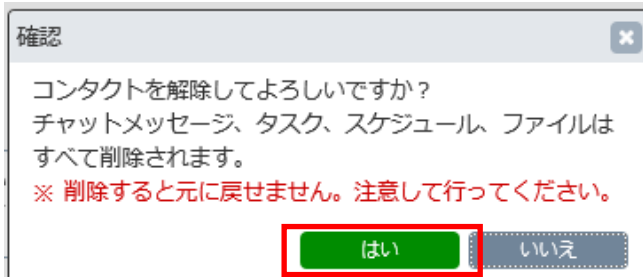 確認
コンタクトを解除してよろしいですか？
チャットメッセージ、タスク、スケジュール、ファイルは
すべて削除されます。
※ 削除すると元に戻せません。注意して行ってください。
はい いいえ